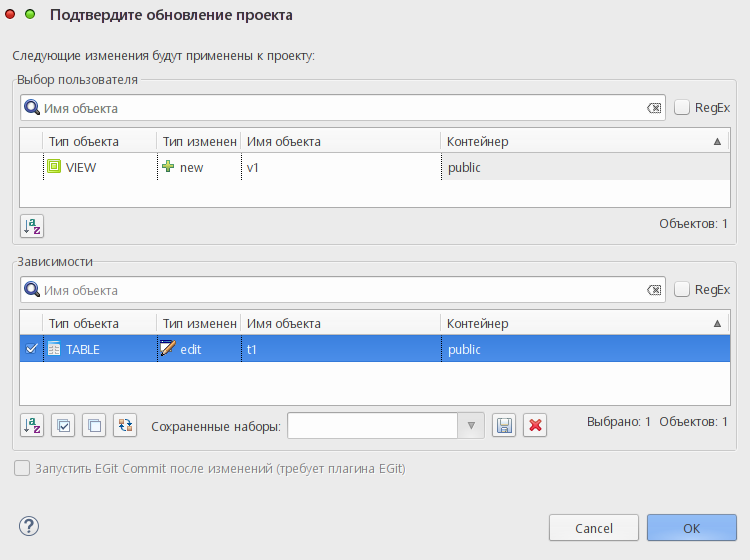 Подтвердите обновление проекта
Следующие изменения будут применены к проекту:
Выбор пользователя
Имя объекта RegEx
Тип объекта Тип изменен Имя объекта Контейнер
VIEW new v1 public
Объектов: 1
Зависимости
Имя объекта RegEx
Тип объекта Тип изменен Имя объекта Контейнер
TABLE edit t1 public
Сохраненные наборы: Выбрано: 1 Объектов: 1
Запустить EGit Commit после изменений (требует плагина EGit)
Cancel OK